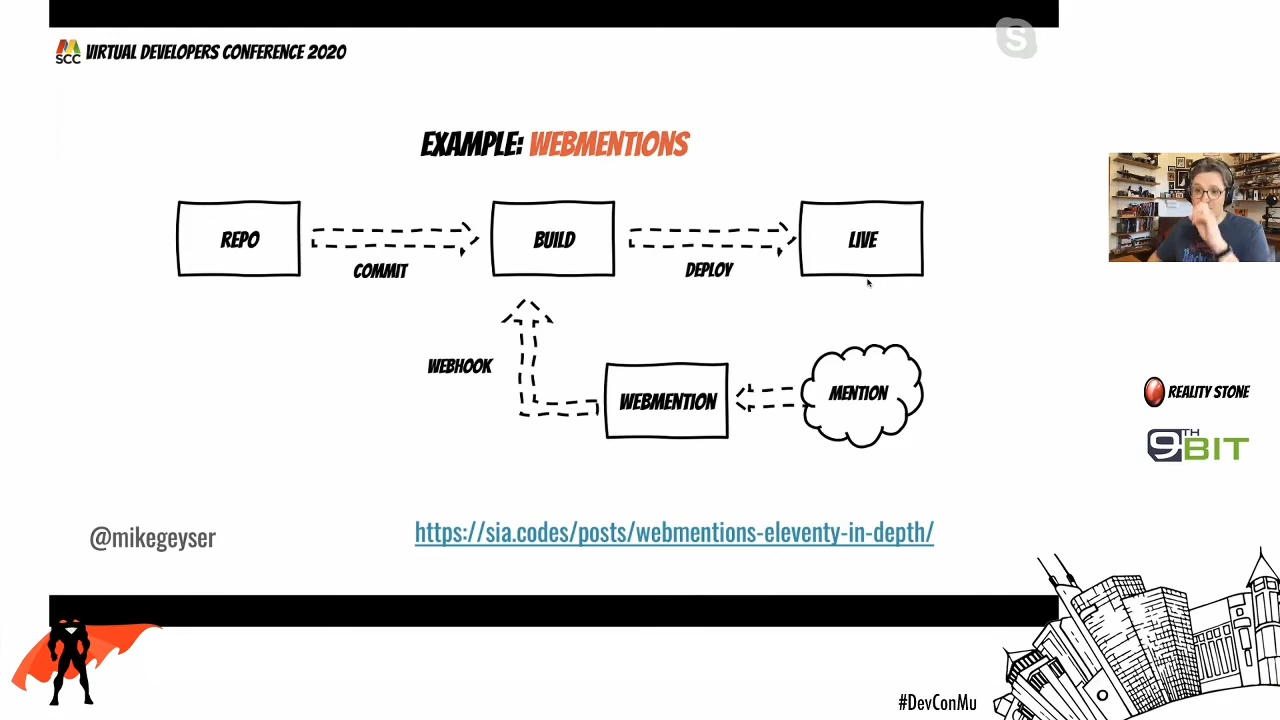 SCC VIRTUAL DEVELOPERS CONFERENCE 2020
S
EXAMPLE: WEBMENTIONS
REPO
COMMIT
BUILD
DEPLOY
LIVE
WEBHOOK
WEBMENTION
MENTION
REALITY STONE
9TH BIT
@mikegeyser
https://sia.codes/posts/webmentions-eleventy-in-depth/
#DevConMu